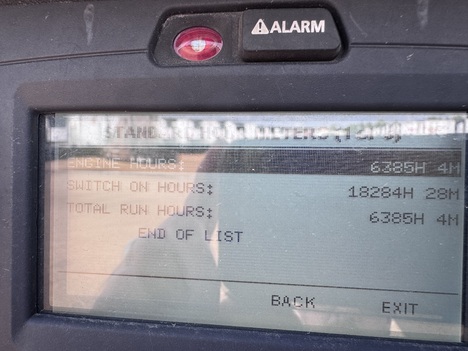 ⚠ALARM
ENGINE HOURS: 6385H 4M
SWITCH ON HOURS: 18284H 28M
TOTAL RUN HOURS: 6385H 4M
END OF LIST
BACK EXIT